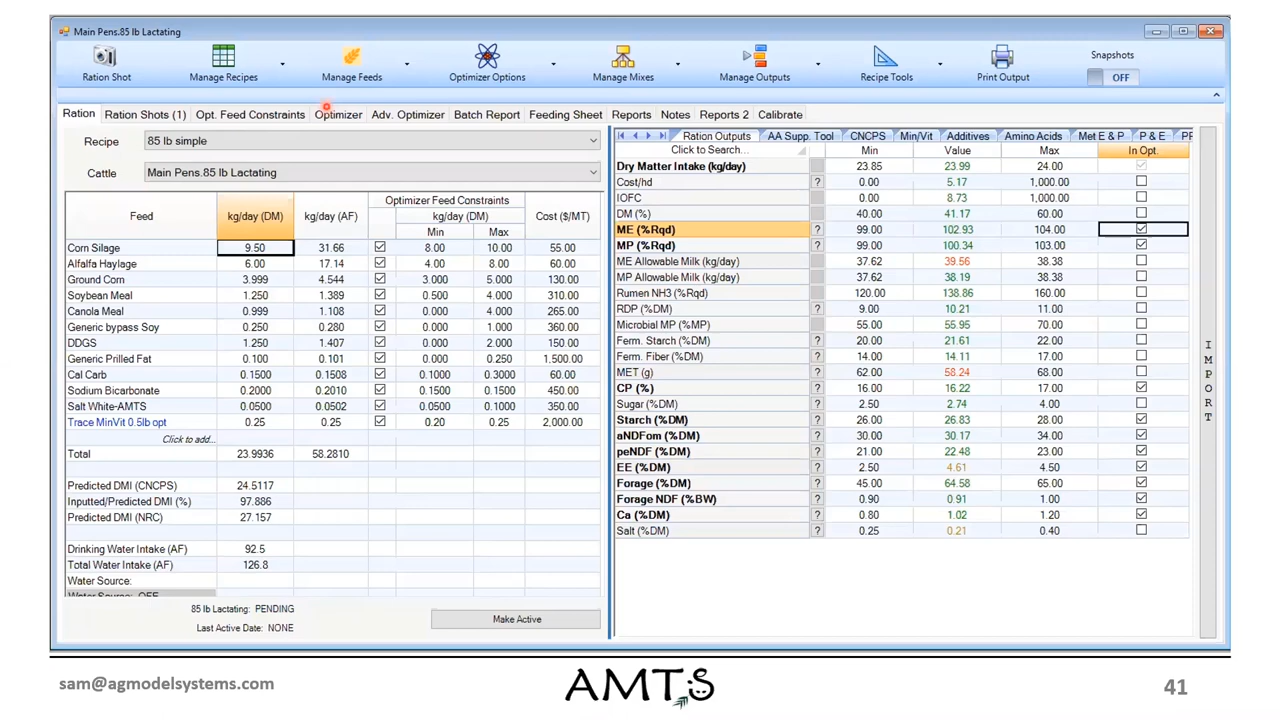 Main Pens.85 lb Lactating
Ration Shot
Manage Recipes
Manage Feeds
Optimizer Options
Manage Mixes
Manage Outputs
Recipe Tools
Print Output
Snapshots
OFF
Ration Ration Shots (1) Opt. Feed Constraints Optimizer Adv. Optimizer Batch Report Feeding Sheet Reports Notes Reports 2 Calibrate
Recipe 85 lb simple
Cattle Main Pens.85 lb Lactating
Optimizer Feed Constraints
Feed kg/day (DM) kg/day (AF) kg/day (DM) Cost ($/MT)
Min Max
Corn Silage 9.50 31.66 8.00 10.00 55.00
Alfalfa Haylage 6.00 17.14 4.00 8.00 60.00
Ground Corn 3.999 4.544 3.000 5.000 130.00
Soybean Meal 1.250 1.389 0.500 4.000 310.00
Canola Meal 0.999 1.108 0.000 4.000 265.00
Generic bypass Soy 0.250 0.280 0.000 1.000 360.00
DDGS 1.250 1.407 0.000 2.000 150.00
Generic Prilled Fat 0.100 0.101 0.000 0.250 1,500.00
Cal Carb 0.1500 0.1508 0.1000 0.3000 60.00
Sodium Bicarbonate 0.2000 0.2010 0.1500 0.1500 450.00
Salt White-AMTS 0.0500 0.0502 0.0500 0.1000 350.00
Trace MinVit 0.5lb opt 0.25 0.25 0.20 0.25 2,000.00
Click to add...
Total 23.9936 58.2810
Predicted DMI (CNCPS) 24.5117
Inputted/Predicted DMI (%) 97.886
Predicted DMI (NRC) 27.157
Drinking Water Intake (AF) 92.5
Total Water Intake (AF) 126.8
Water Source:
Water Source: OFF
85 lb Lactating: PENDING
Last Active Date: NONE
Make Active
Ration Outputs AA Supp. Tool CNCPS Min/Vit Additives Amino Acids Met E & P P & E PF
Click to Search... Min Value Max In Opt.
Dry Matter Intake (kg/day) 23.85 23.99 24.00
Cost/hd ? 0.00 5.17 1,000.00
IOFC 0.00 8.73 1,000.00
DM (%) 40.00 41.17 60.00
ME (%Rqd) ? 99.00 102.93 104.00
MP (%Rqd) ? 99.00 100.34 103.00
ME Allowable Milk (kg/day) 37.62 39.56 38.38
MP Allowable Milk (kg/day) 37.62 38.19 38.38
Rumen NH3 (%Rqd) 120.00 138.86 160.00
RDP (%DM) ? 9.00 10.21 11.00
Microbial MP (%MP) 55.00 55.95 70.00
Ferm. Starch (%DM) ? 20.00 21.61 22.00
Ferm. Fiber (%DM) ? 14.00 14.11 17.00
MET (g) ? 62.00 58.24 68.00
CP (%) ? 16.00 16.22 17.00
Sugar (%DM) ? 2.50 2.74 4.00
Starch (%DM) ? 26.00 26.83 28.00
aNDFom (%DM) ? 30.00 30.17 34.00
peNDF (%DM) ? 21.00 22.48 23.00
EE (%DM) ? 2.50 4.61 4.50
Forage (%DM) ? 45.00 64.58 65.00
Forage NDF (%BW) ? 0.90 0.91 1.00
Ca (%DM) ? 0.80 1.02 1.20
Salt (%DM) ? 0.25 0.21 0.40
IMPORT
sam@agmodelsystems.com
AMTS
41